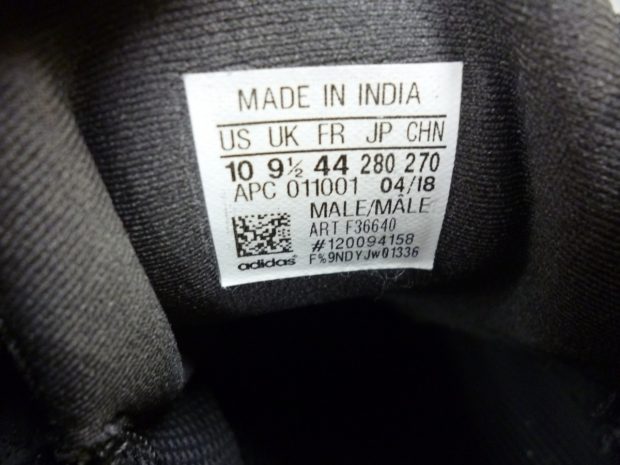 MADE IN INDIA
US UK FR JP CHN
10 9½ 44 280 270
APC 011001 04/18
MALE/MÂLE
ART F36640
#120094158
adidas F%9NDYJw01336